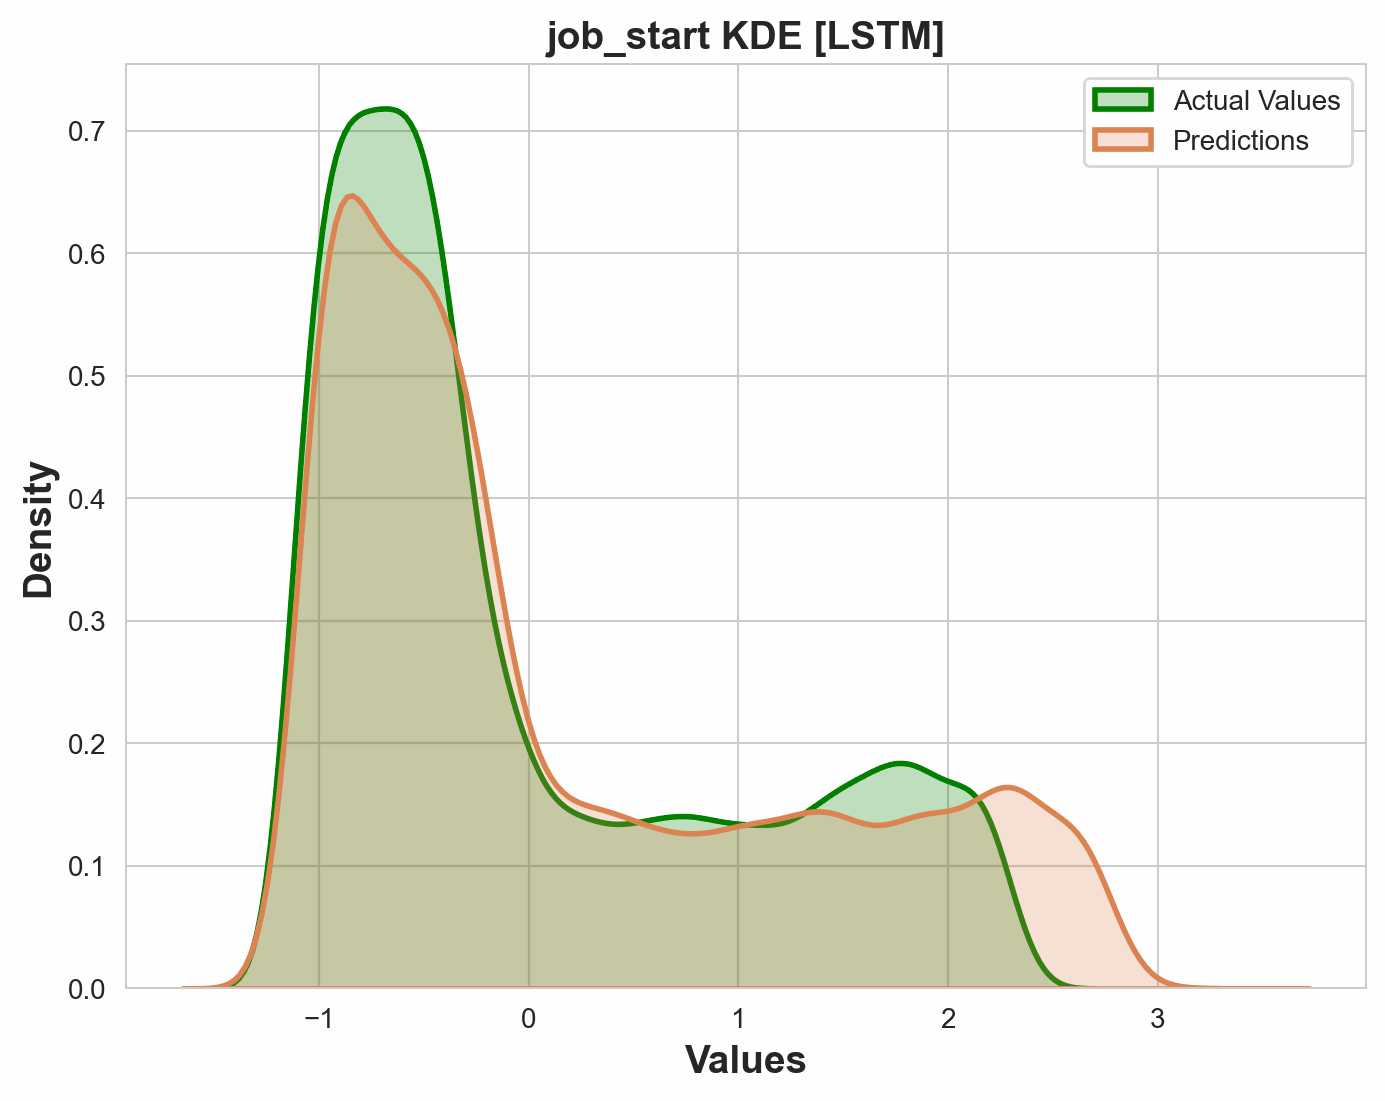 job_start KDE [LSTM]
Actual Values
Predictions
Density
0.7
0.6
0.5
0.4
0.3
0.2
0.1
0.0
−1 0 1 2 3
Values